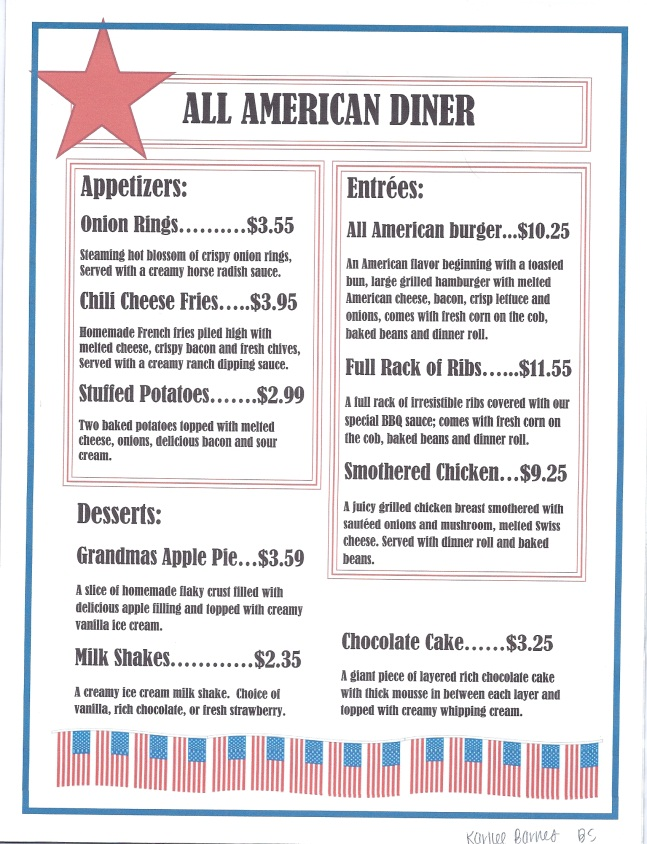 ALL AMERICAN DINER
Appetizers:
Onion Rings..........$3.55
Steaming hot blossom of crispy onion rings,
Served with a creamy horse radish sauce.
Chili Cheese Fries.....$3.95
Homemade French fries piled high with
melted cheese, crispy bacon and fresh chives,
Served with a creamy ranch dipping sauce.
Stuffed Potatoes.......$2.99
Two baked potatoes topped with melted
cheese, onions, delicious bacon and sour
cream.
Entrées:
All American burger...$10.25
An American flavor beginning with a toasted
bun, large grilled hamburger with melted
American cheese, bacon, crisp lettuce and
onions, comes with fresh corn on the cob,
baked beans and dinner roll.
Full Rack of Ribs......$11.55
A full rack of irresistible ribs covered with our
special BBQ sauce; comes with fresh corn on
the cob, baked beans and dinner roll.
Smothered Chicken...$9.25
A juicy grilled chicken breast smothered with
sautéed onions and mushroom, melted Swiss
cheese. Served with dinner roll and baked
beans.
Desserts:
Grandmas Apple Pie...$3.59
A slice of homemade flaky crust filled with
delicious apple filling and topped with creamy
vanilla ice cream.
Milk Shakes............$2.35
A creamy ice cream milk shake. Choice of
vanilla, rich chocolate, or fresh strawberry.
Chocolate Cake......$3.25
A giant piece of layered rich chocolate cake
with thick mousse in between each layer and
topped with creamy whipping cream.
Barnes